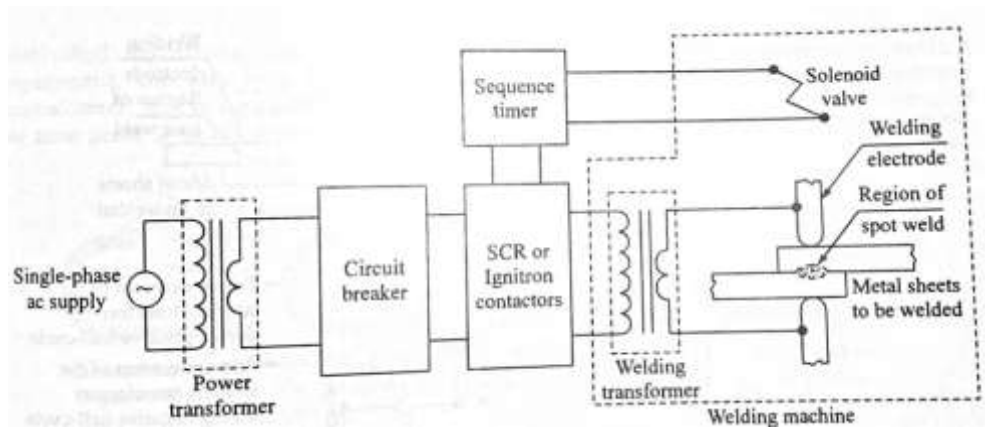 Sequence
timer
Solenoid
valve
Welding
electrode
Region of
spot weld
Single-phase
ac supply
~
Circuit
breaker
SCR or
Ignitron
contactors
Metal sheets
to be welded
Power
transformer
Welding
transformer
Welding machine